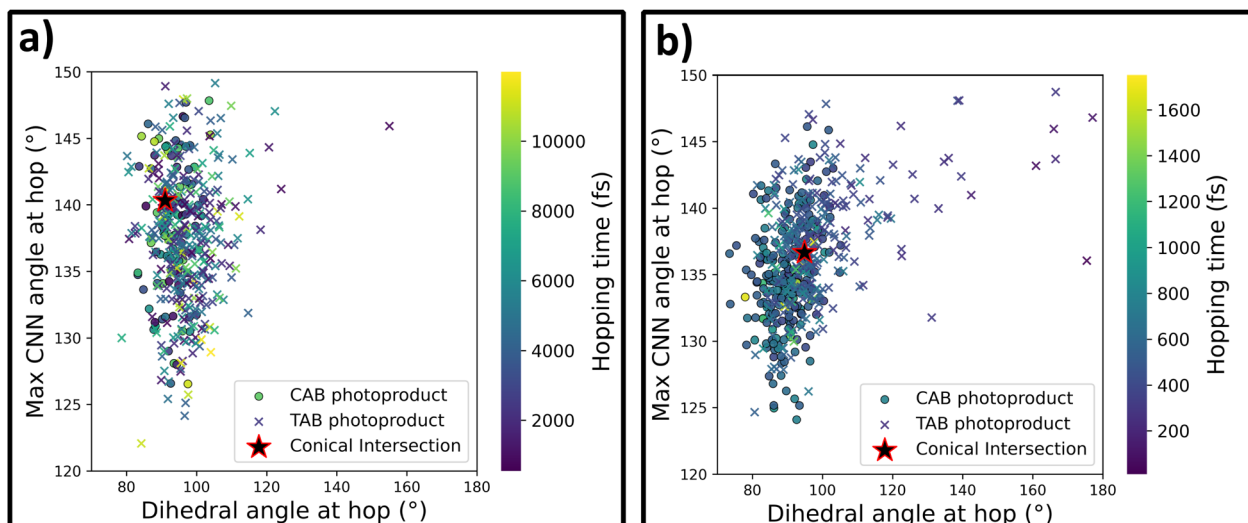 a)
150
145
140
135
130
125
120
80
100
120
140
160
180
Max CNN angle at hop (°)
Dihedral angle at hop (°)
CAB photoproduct
TAB photoproduct
Conical Intersection
10000
8000
6000
4000
2000
Hopping time (fs)
b)
150
145
140
135
130
125
120
80
100
120
140
160
180
Max CNN angle at hop (°)
Dihedral angle at hop (°)
CAB photoproduct
TAB photoproduct
Conical Intersection
1600
1400
1200
1000
800
600
400
200
Hopping time (fs)